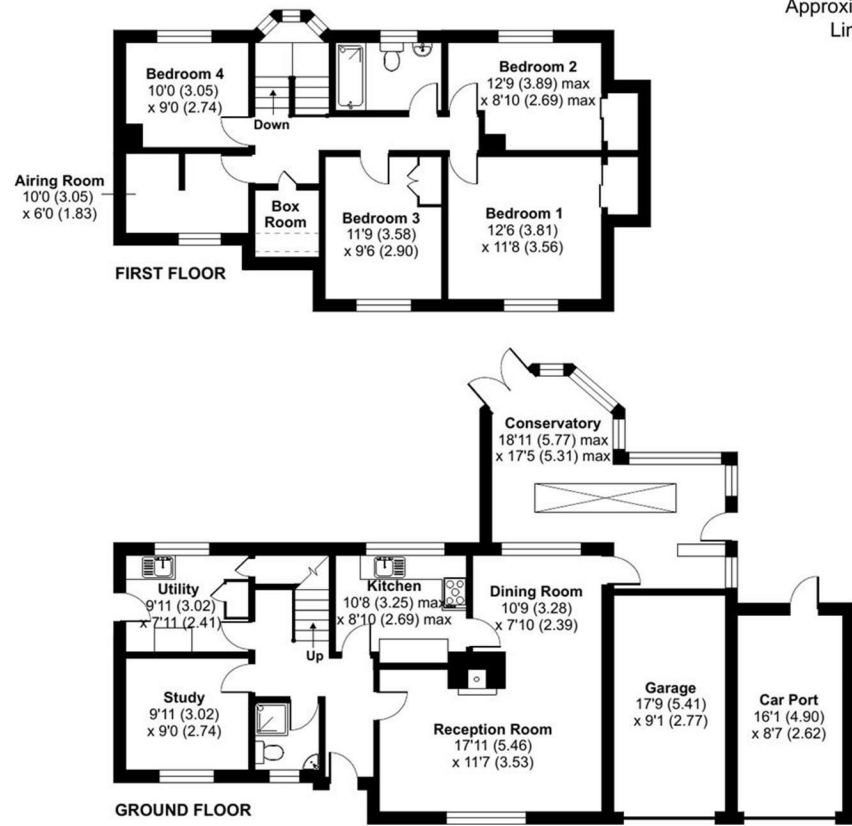 Approxi
Lir
Bedroom 4
10'0 (3.05)
x 9'0 (2.74)
Down
Bedroom 2
12'9 (3.89) max
x 8'10 (2.69) max
Airing Room
10'0 (3.05)
x 6'0 (1.83)
Box
Room
Bedroom 3
11'9 (3.58)
x 9'6 (2.90)
Bedroom 1
12'6 (3.81)
x 11'8 (3.56)
FIRST FLOOR
Conservatory
18'11 (5.77) max
x 17'5 (5.31) max
Utility
9'11 (3.02)
x 7'11 (2.41)
Kitchen
10'8 (3.25) max
x 8'10 (2.69) max
Dining Room
10'9 (3.28)
x 7'10 (2.39)
Up
Study
9'11 (3.02)
x 9'0 (2.74)
Reception Room
17'11 (5.46)
x 11'7 (3.53)
Garage
17'9 (5.41)
x 9'1 (2.77)
Car Port
16'1 (4.90)
x 8'7 (2.62)
GROUND FLOOR